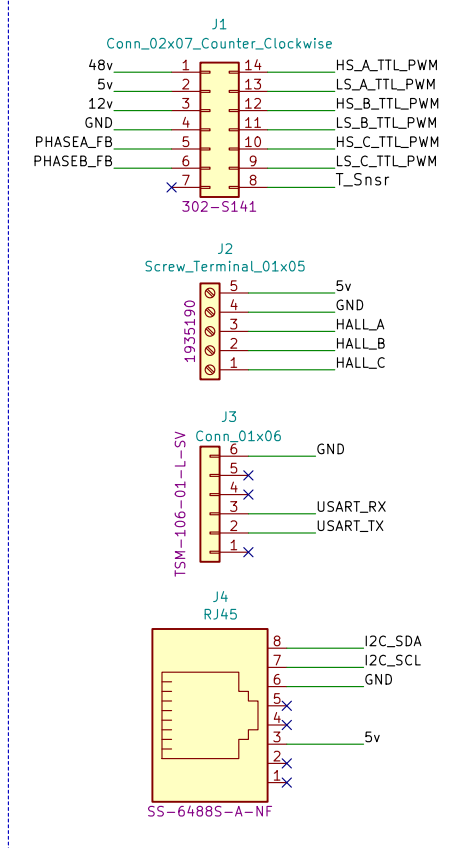 J1
Conn_02x07_Counter_Clockwise
48v 1 14 HS_A_TTL_PWM
5v 2 13 LS_A_TTL_PWM
12v 3 12 HS_B_TTL_PWM
GND 4 11 LS_B_TTL_PWM
PHASEA_FB 5 10 HS_C_TTL_PWM
PHASEB_FB 6 9 LS_C_TTL_PWM
7 8 T_Snsr
302-S141
J2
Screw_Terminal_01x05
1935190
5 5v
4 GND
3 HALL_A
2 HALL_B
1 HALL_C
J3
Conn_01x06
TSM-106-01-L-SV
6 GND
5
4
3 USART_RX
2 USART_TX
1
J4
RJ45
8 I2C_SDA
7 I2C_SCL
6 GND
5
4
3 5v
2
1
SS-6488S-A-NF